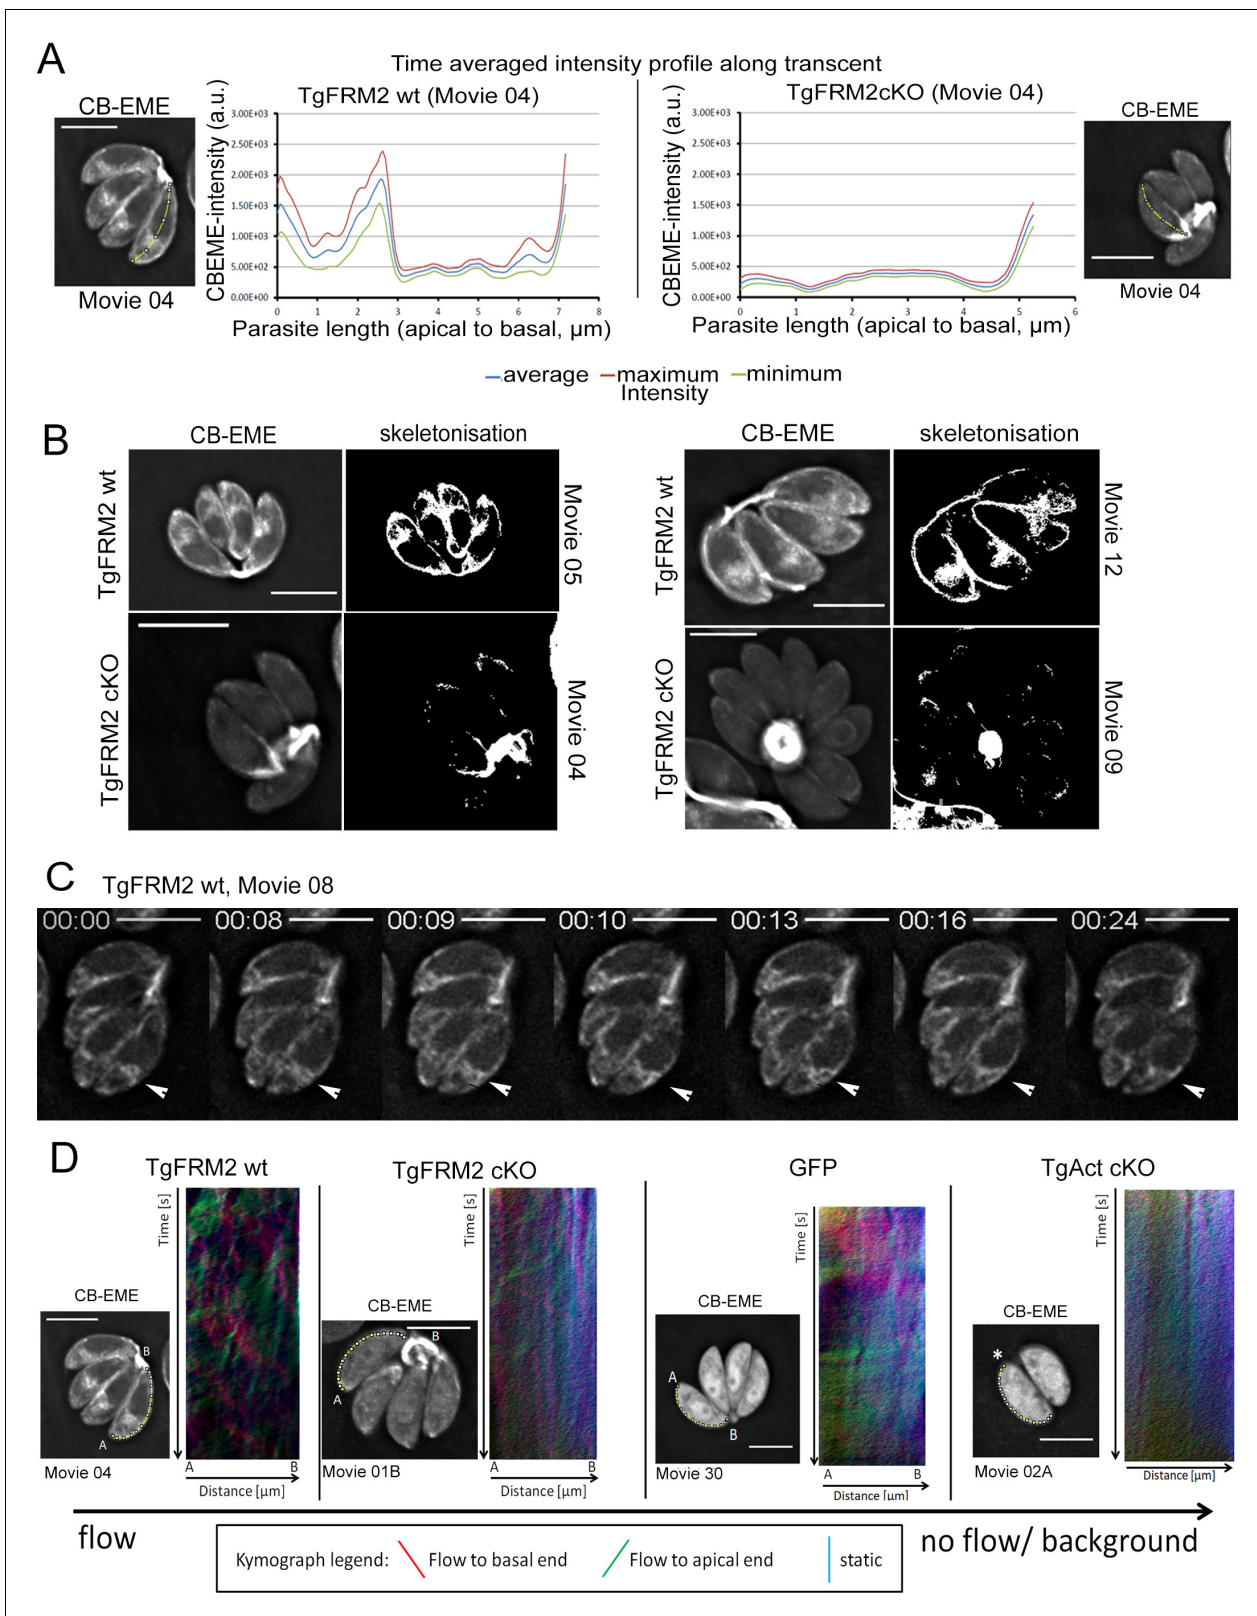 A
Time averaged intensity profile along transcent
CB-EME
TgFRM2 wt (Movie 04)
TgFRM2cKO (Movie 04)
CB-EME
CBEME-intensity (a.u.)
3.00E+03
2.50E+03
2.00E+03
1.50E+03
1.00E+03
5.00E+02
0.00E+00
0 1 2 3 4 5 6 7 8
Parasite length (apical to basal, µm)
Movie 04
CBEME-intensity (a.u.)
3.00E+03
2.50E+03
2.00E+03
1.50E+03
1.00E+03
5.00E+02
0.00E+00
0 1 2 3 4 5 6
Parasite length (apical to basal, µm)
Movie 04
average maximum minimum
Intensity
B
CB-EME skeletonisation
CB-EME skeletonisation
TgFRM2 wt
Movie 05
TgFRM2 wt
Movie 12
TgFRM2 cKO
Movie 04
TgFRM2 cKO
Movie 09
C
TgFRM2 wt, Movie 08
00:00 00:08 00:09 00:10 00:13 00:16 00:24
D
TgFRM2 wt
TgFRM2 cKO
GFP
TgAct cKO
Time [s]
Time [s]
Time [s]
Time [s]
CB-EME
CB-EME
CB-EME
CB-EME
B
A
B
A
A
B
*
Movie 04
Movie 01B
Movie 30
Movie 02A
A B
Distance [µm]
Distance [µm]
A B
Distance [µm]
Distance [µm]
flow
no flow/ background
Kymograph legend: Flow to basal end Flow to apical end static